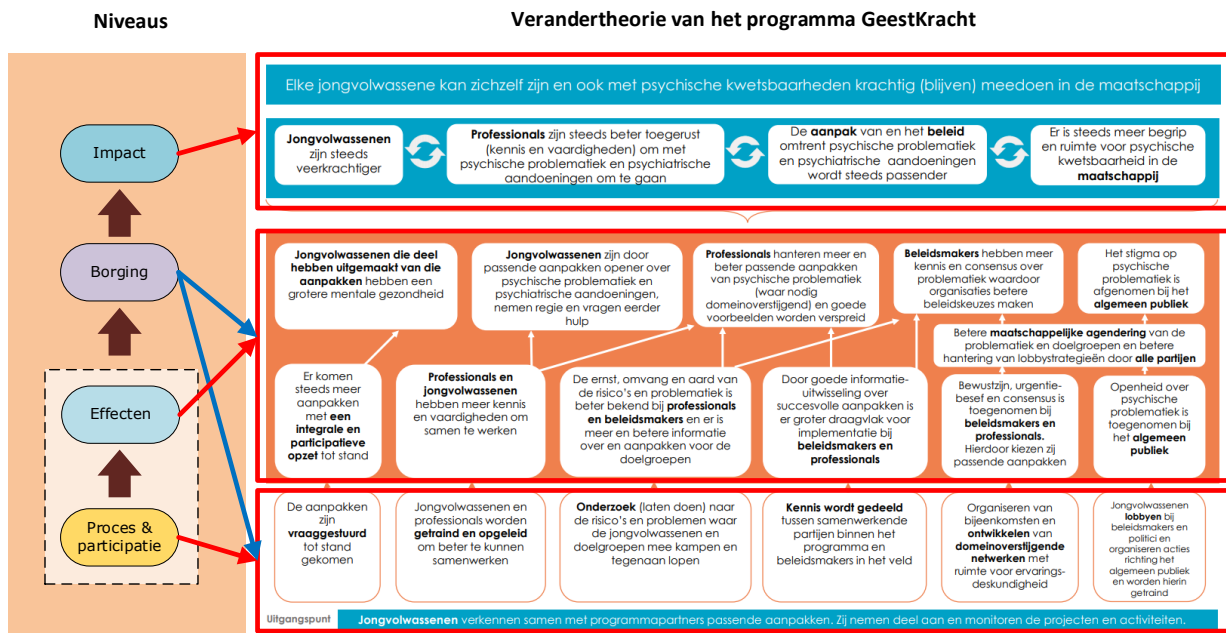 Niveaus
Verandertheorie van het programma GeestKracht
Impact
Borging
Effecten
Proces &
participatie
Elke jongvolwassene kan zichzelf zijn en ook met psychische kwetsbaarheden krachtig (blijven) meedoen in de maatschappij
Jongvolwassenen
zijn steeds
veerkrachtiger
Professionals zijn steeds beter toegerust
(kennis en vaardigheden) om met
psychische problematiek en psychiatrische
aandoeningen om te gaan
De aanpak van en het beleid
omtrent psychische problematiek
en psychiatrische aandoeningen
wordt steeds passender
Er is steeds meer begrip
en ruimte voor psychische
kwetsbaarheid in de
maatschappij
Jongvolwassenen die deel
hebben uitgemaakt van die
aanpakken hebben een
grotere mentale gezondheid
Jongvolwassenen zijn door
passende aanpakken opener over
psychische problematiek en
psychiatrische aandoeningen,
nemen regie en vragen eerder
hulp
Professionals hanteren meer en
beter passende aanpakken
van psychische problematiek
(waar nodig
domeinoverstijgend) en goede
voorbeelden worden verspreid
Beleidsmakers hebben meer
kennis en consensus over
problematiek waardoor
organisaties betere
beleidskeuzes maken
Het stigma op
psychische
problematiek is
afgenomen bij het
algemeen publiek
Betere maatschappelijke agendering van de
problematiek en doelgroepen en betere
hantering van lobbystrategieën door alle partijen
Er komen
steeds meer
aanpakken
met een
integrale en
participatieve
opzet tot stand
Professionals en
jongvolwassenen
hebben meer kennis
en vaardigheden om
samen te werken
De ernst, omvang en aard van
de risico's en problematiek is
beter bekend bij professionals
en beleidsmakers en er is
meer en betere informatie
over en aanpakken voor de
doelgroepen
Door goede informatie-
uitwisseling over
succesvolle aanpakken is
er groter draagvlak voor
implementatie bij
beleidsmakers en
professionals
Bewustzijn, urgentie-
besef en consensus is
toegenomen bij
beleidsmakers en
professionals.
Hierdoor kiezen zij
passende aanpakken
Openheid over
psychische
problematiek is
toegenomen bij
het algemeen
publiek
De aanpakken
zijn
vraaggestuurd
tot stand
gekomen
Jongvolwassenen en
professionals worden
getraind en opgeleid
om beter te kunnen
samenwerken
Onderzoek (laten doen) naar
de risico's en problemen waar
de jongvolwassenen en
doelgroepen mee kampen en
tegenaan lopen
Kennis wordt gedeeld
tussen samenwerkende
partijen binnen het
programma en
beleidsmakers in het veld
Organiseren van
bijeenkomsten en
ontwikkelen van
domeinoverstijgende
netwerken met
ruimte voor ervarings-
deskundigheid
Jongvolwassenen
lobbyen bij
beleidsmakers en
politici en
organiseren acties
richting het
algemeen publiek
en worden hierin
getraind
Uitgangspunt
Jongvolwassenen verkennen samen met programmapartners passende aanpakken. Zij nemen deel aan en monitoren de projecten en activiteiten.